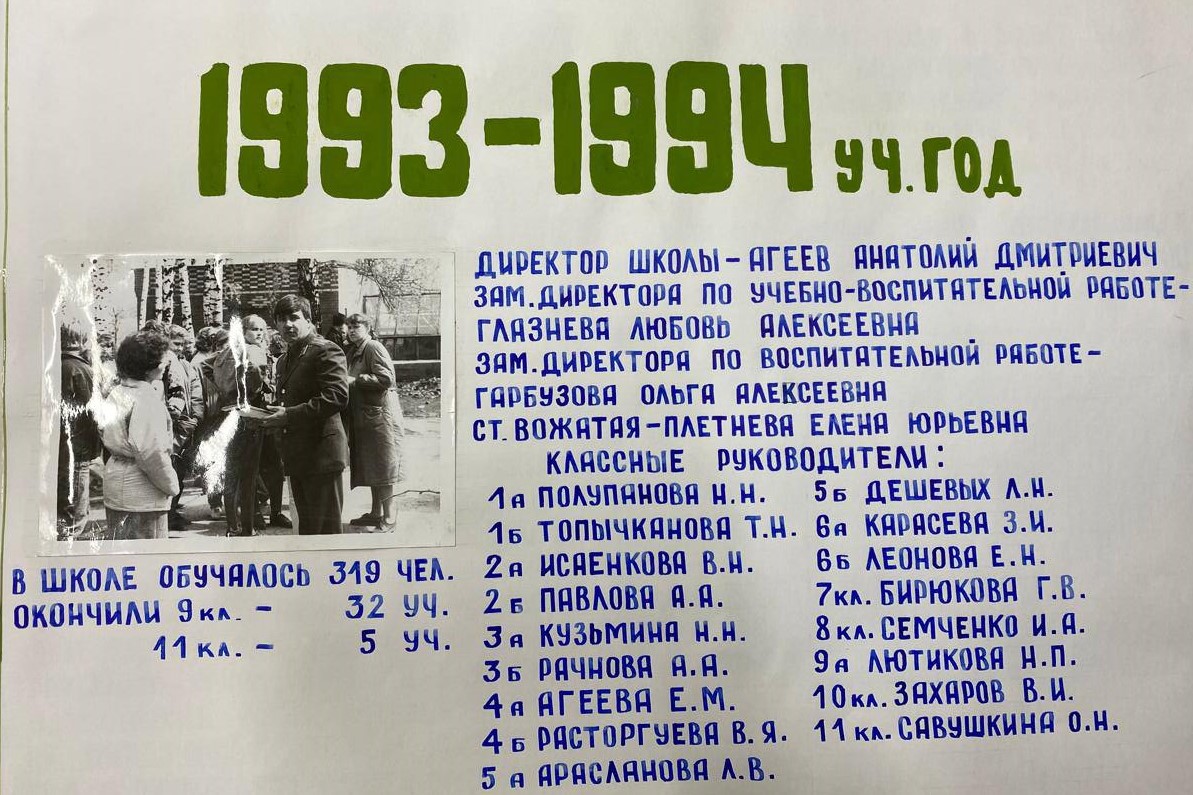 1993-1994 уч. год
ДИРЕКТОР ШКОЛЫ - АГЕЕВ АНАТОЛИЙ ДМИТРИЕВИЧ
ЗАМ. ДИРЕКТОРА ПО УЧЕБНО-ВОСПИТАТЕЛЬНОЙ РАБОТЕ-
ГЛАЗНЕВА ЛЮБОВЬ АЛЕКСЕЕВНА
ЗАМ. ДИРЕКТОРА ПО ВОСПИТАТЕЛЬНОЙ РАБОТЕ-
ГАРБУЗОВА ОЛЬГА АЛЕКСЕЕВНА
СТ. ВОЖАТАЯ - ПЛЕТНЕВА ЕЛЕНА ЮРЬЕВНА
КЛАССНЫЕ РУКОВОДИТЕЛИ:
1А ПОЛУПАНОВА Н.Н.
1Б ТОПЫЧКАНОВА Т.Н.
2А ИСАЕНКОВА В.Н.
2Б ПАВЛОВА А.А.
3А КУЗЬМИНА Н.Н.
3Б РАЧНОВА А.А.
4А АГЕЕВА Е.М.
4Б РАСТОРГУЕВА В.Я.
5А АРАСЛАНОВА Л.В.
5Б ДЕШЕВЫХ Л.Н.
6А КАРАСЕВА З.И.
6Б ЛЕОНОВА Е.Н.
7КЛ. БИРЮКОВА Г.В.
8КЛ. СЕМЧЕНКО И.А.
9А ЛЮТИКОВА Н.П.
10КЛ. ЗАХАРОВ В.И.
11КЛ. САВУШКИНА О.Н.
В ШКОЛЕ ОБУЧАЛОСЬ 319 ЧЕЛ.
ОКОНЧИЛИ 9КЛ. - 32 УЧ.
11КЛ. - 5 УЧ.